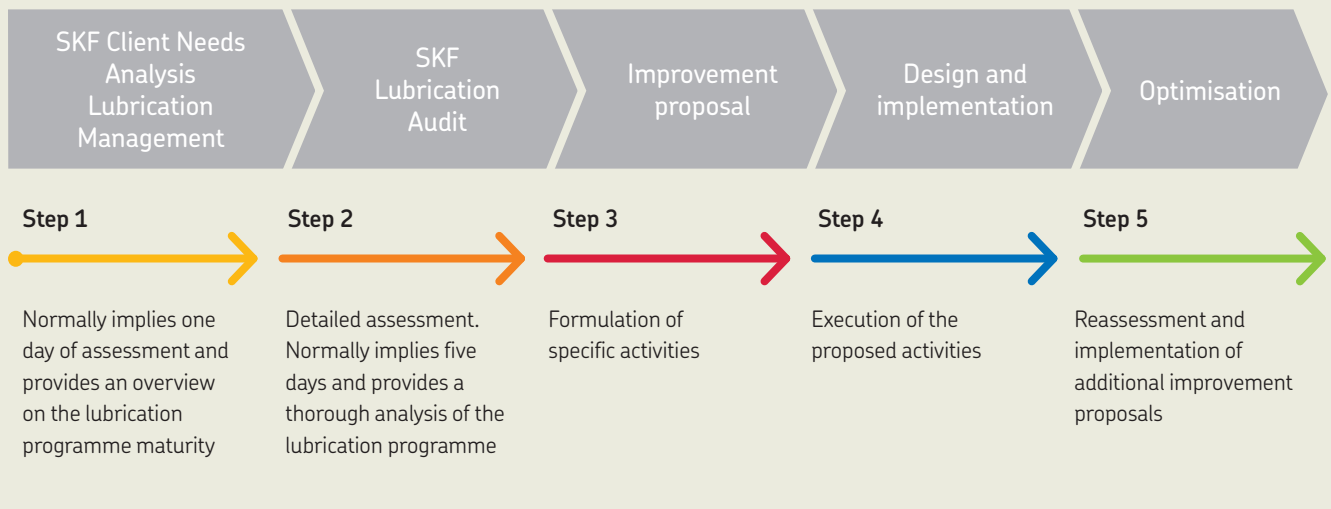 SKF Client Needs
Analysis
Lubrication
Management
SKF
Lubrication
Audit
Improvement
proposal
Design and
implementation
Optimisation
Step 1
Normally implies one
day of assessment and
provides an overview
on the lubrication
programme maturity
Step 2
Detailed assessment.
Normally implies five
days and provides a
thorough analysis of the
lubrication programme
Step 3
Formulation of
specific activities
Step 4
Execution of the
proposed activities
Step 5
Reassessment and
implementation of
additional improvement
proposals